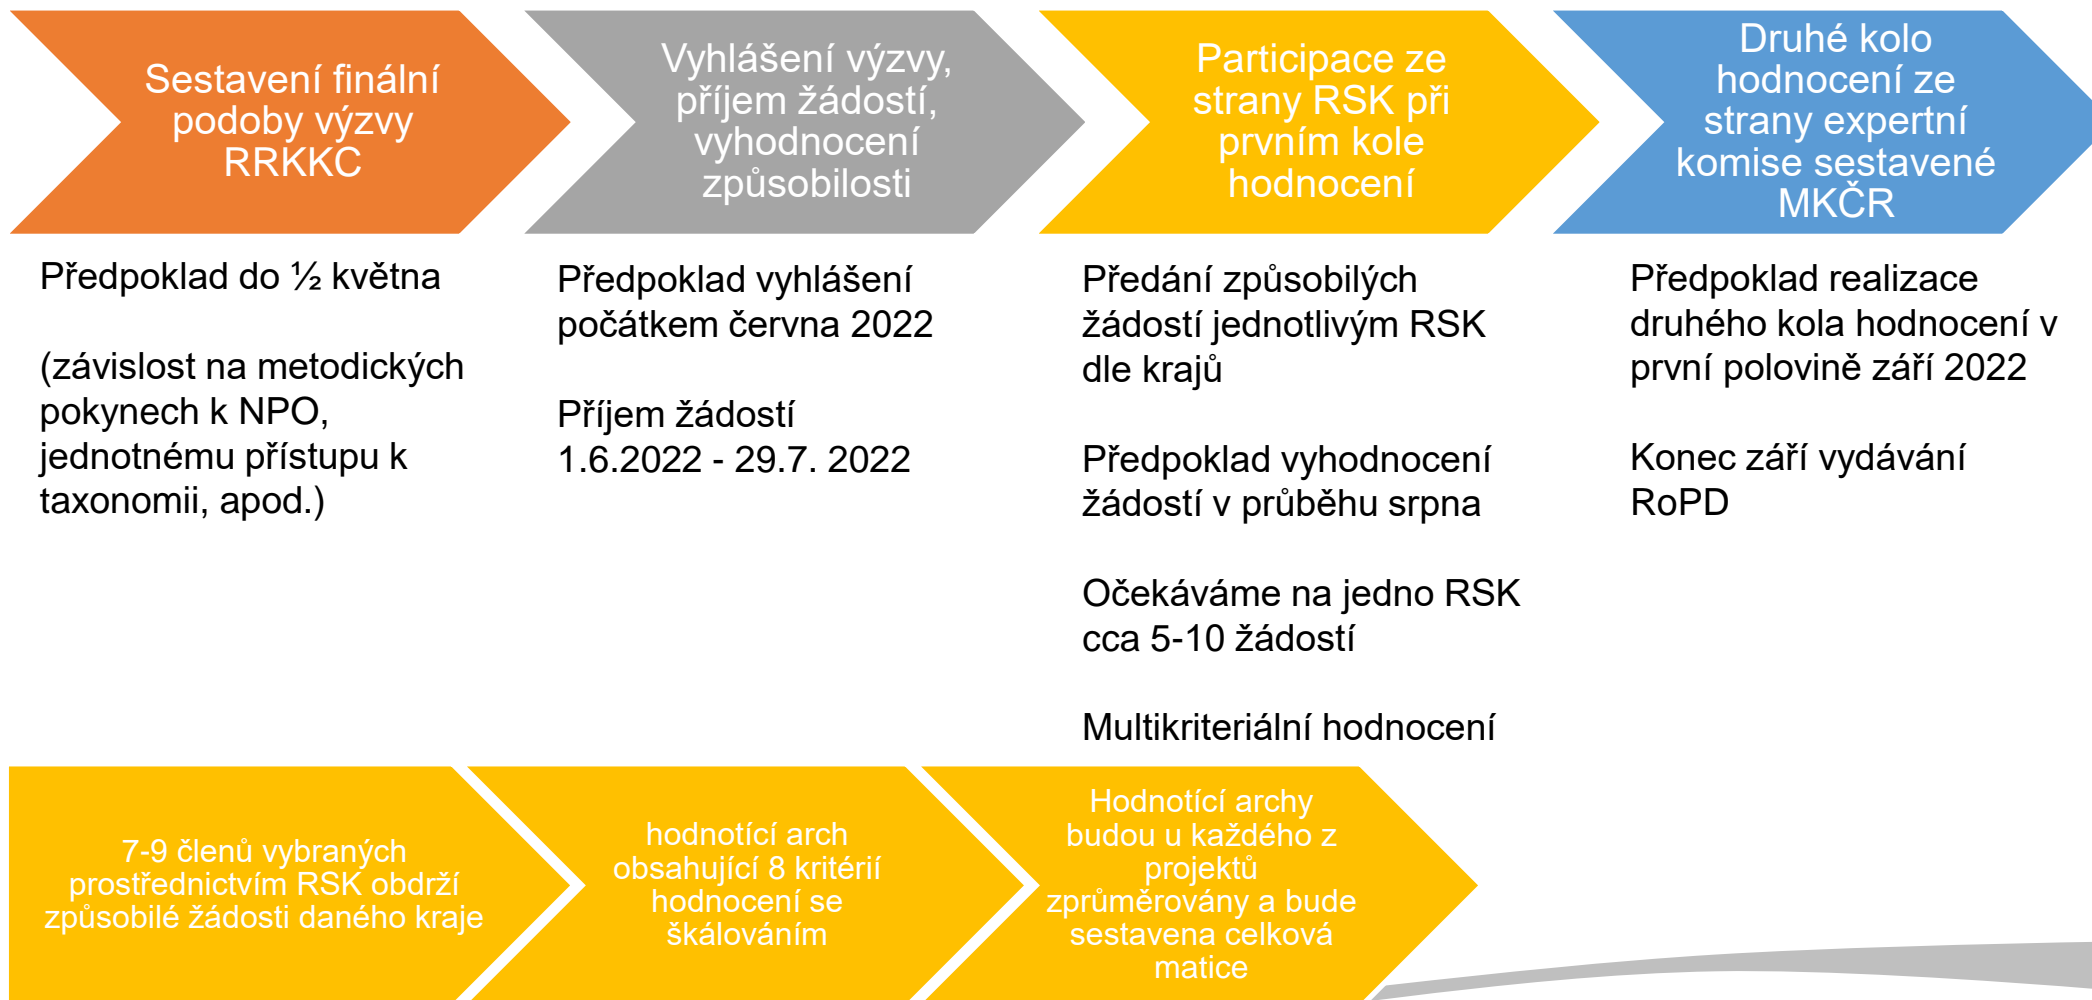 Sestavení finální
podoby výzvy
RRKKC
Vyhlášení výzvy,
příjem žádostí,
vyhodnocení
způsobilosti
Participace ze
strany RSK při
prvním kole
hodnocení
Druhé kolo
hodnocení ze
strany expertní
komise sestavené
MKČR
Předpoklad do ½ května
(závislost na metodických
pokynech k NPO,
jednotnému přístupu k
taxonomii, apod.)
Předpoklad vyhlášení
počátkem června 2022
Příjem žádostí
1.6.2022 - 29.7. 2022
Předání způsobilých
žádostí jednotlivým RSK
dle krajů
Předpoklad vyhodnocení
žádostí v průběhu srpna
Očekáváme na jedno RSK
cca 5-10 žádostí
Multikriteriální hodnocení
Předpoklad realizace
druhého kola hodnocení v
první polovině září 2022
Konec září vydávání
RoPD
7-9 členů vybraných
prostřednictvím RSK obdrží
způsobilé žádosti daného kraje
hodnotící arch
obsahující 8 kritérií
hodnocení se
škálováním
Hodnotící archy
budou u každého z
projektů
zprůměrovány a bude
sestavena celková
matice